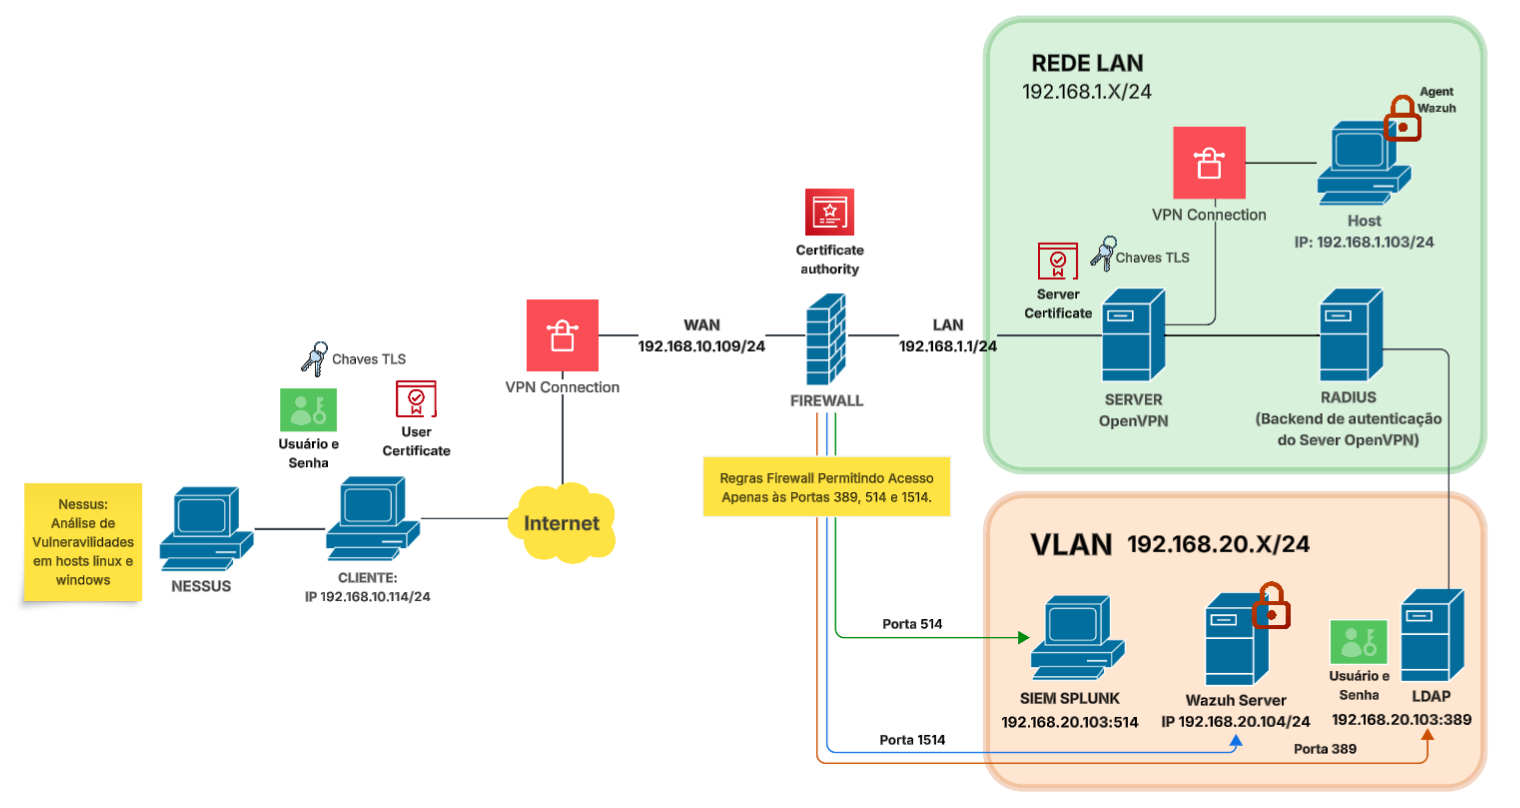 REDE LAN
192.168.1.X/24
Agent
Wazuh
VPN Connection
Host
IP: 192.168.1.103/24
Certificate
authority
Chaves TLS
Server
Certificate
WAN
192.168.10.109/24
LAN
192.168.1.1/24
FIREWALL
SERVER
OpenVPN
RADIUS
(Backend de autenticação
do Sever OpenVPN)
Chaves TLS
VPN Connection
Usuário e
Senha
User
Certificate
Nessus:
Análise de
Vulneravilidades
em hosts linux e
windows
NESSUS
CLIENTE:
IP 192.168.10.114/24
Internet
Regras Firewall Permitindo Acesso
Apenas às Portas 389, 514 e 1514.
VLAN 192.168.20.X/24
Porta 514
SIEM SPLUNK
192.168.20.103:514
Wazuh Server
IP 192.168.20.104/24
Usuário e
Senha
LDAP
192.168.20.103:389
Porta 1514
Porta 389